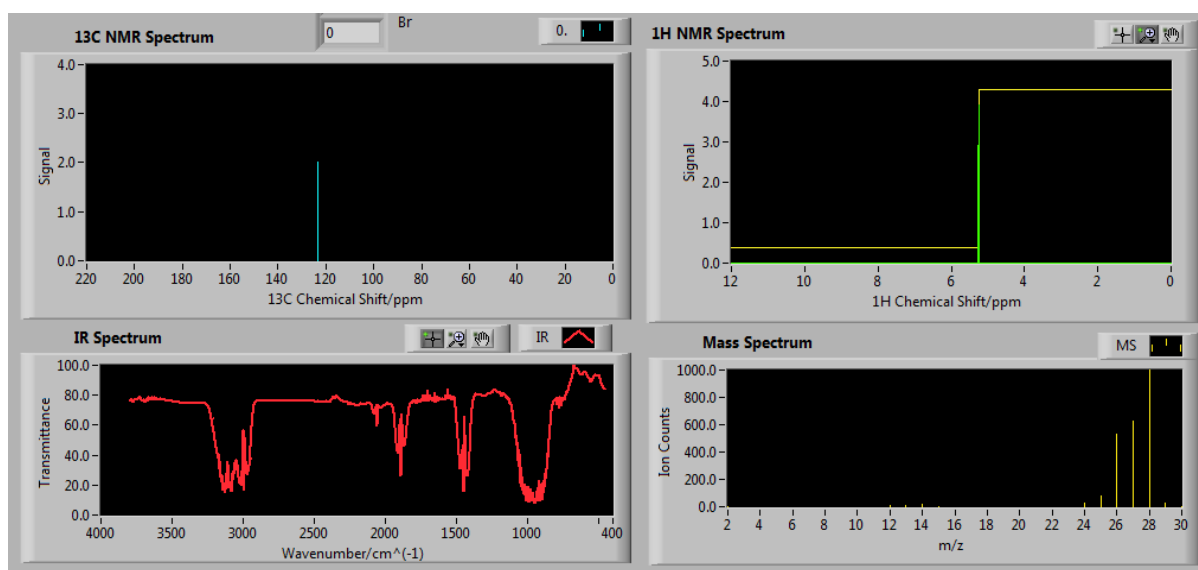 13C NMR Spectrum
0
Br
0.
4.0
3.0
2.0
1.0
0.0
Signal
220 200 180 160 140 120 100 80 60 40 20 0
13C Chemical Shift/ppm
1H NMR Spectrum
5.0
4.0
3.0
2.0
1.0
0.0
Signal
12 10 8 6 4 2 0
1H Chemical Shift/ppm
IR Spectrum
IR
100.0
80.0
60.0
40.0
20.0
0.0
Transmittance
4000 3500 3000 2500 2000 1500 1000 400
Wavenumber/cm^(-1)
Mass Spectrum
MS
1000.0
800.0
600.0
400.0
200.0
0.0
Ion Counts
2 4 6 8 10 12 14 16 18 20 22 24 26 28 30
m/z